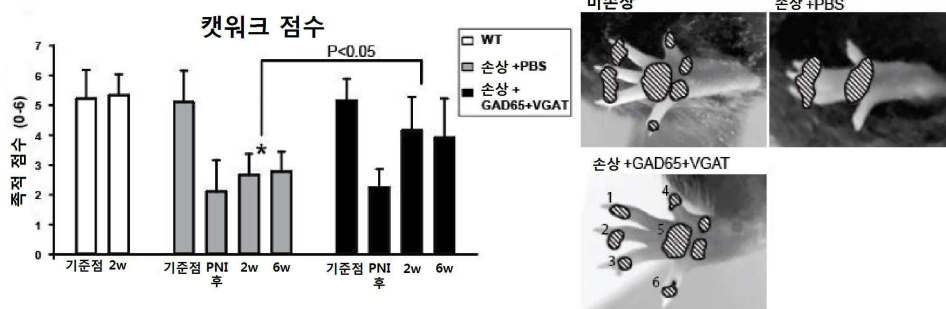 캣워크 점수
족적 점수 (0-6)
7
6
5
4
3
2
1
0
P<0.05
*
WT
손상 +PBS
손상 +
GAD65+VGAT
기준점 2w
기준점 PNI 2w 6w
후
기준점 PNI 2w 6w
후
미손상
손상 +PBS
손상 +GAD65+VGAT
1
2
3
4
5
6